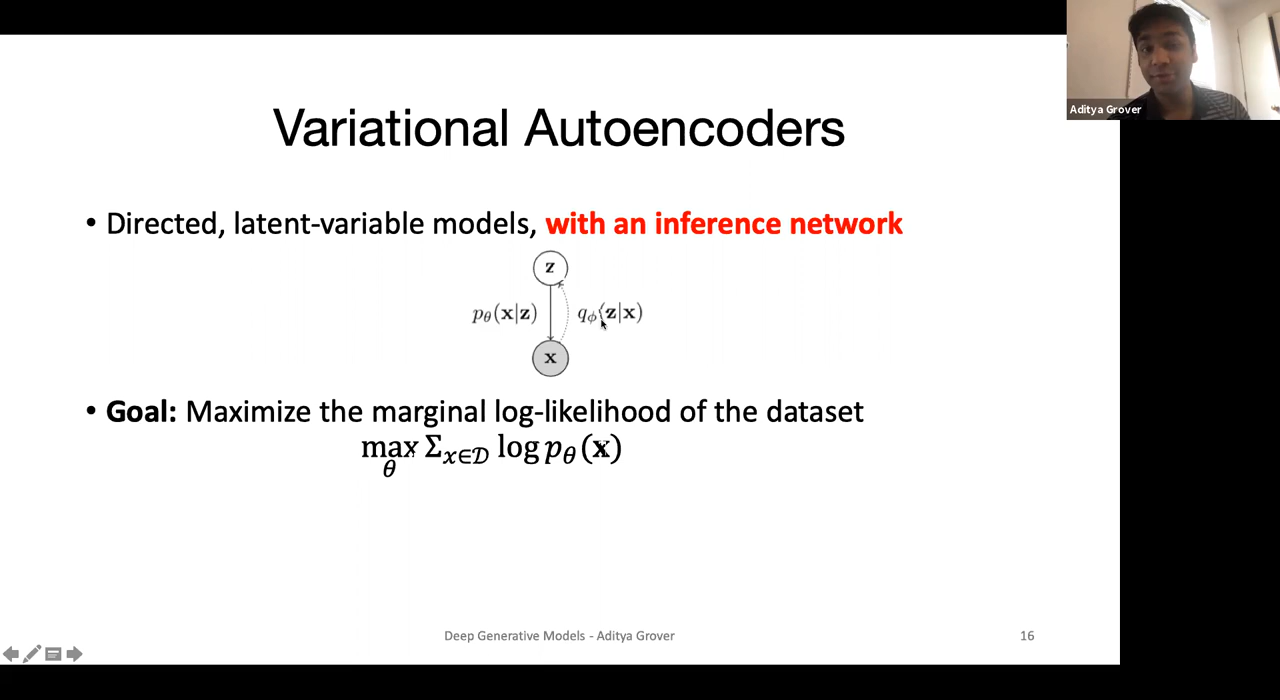 Aditya Grover
Variational Autoencoders
• Directed, latent-variable models, with an inference network
z
pθ(x|z) qϕ(z|x)
x
• Goal: Maximize the marginal log-likelihood of the dataset
max Σx∈𝒟 log pθ(x)
θ
Deep Generative Models - Aditya Grover 16